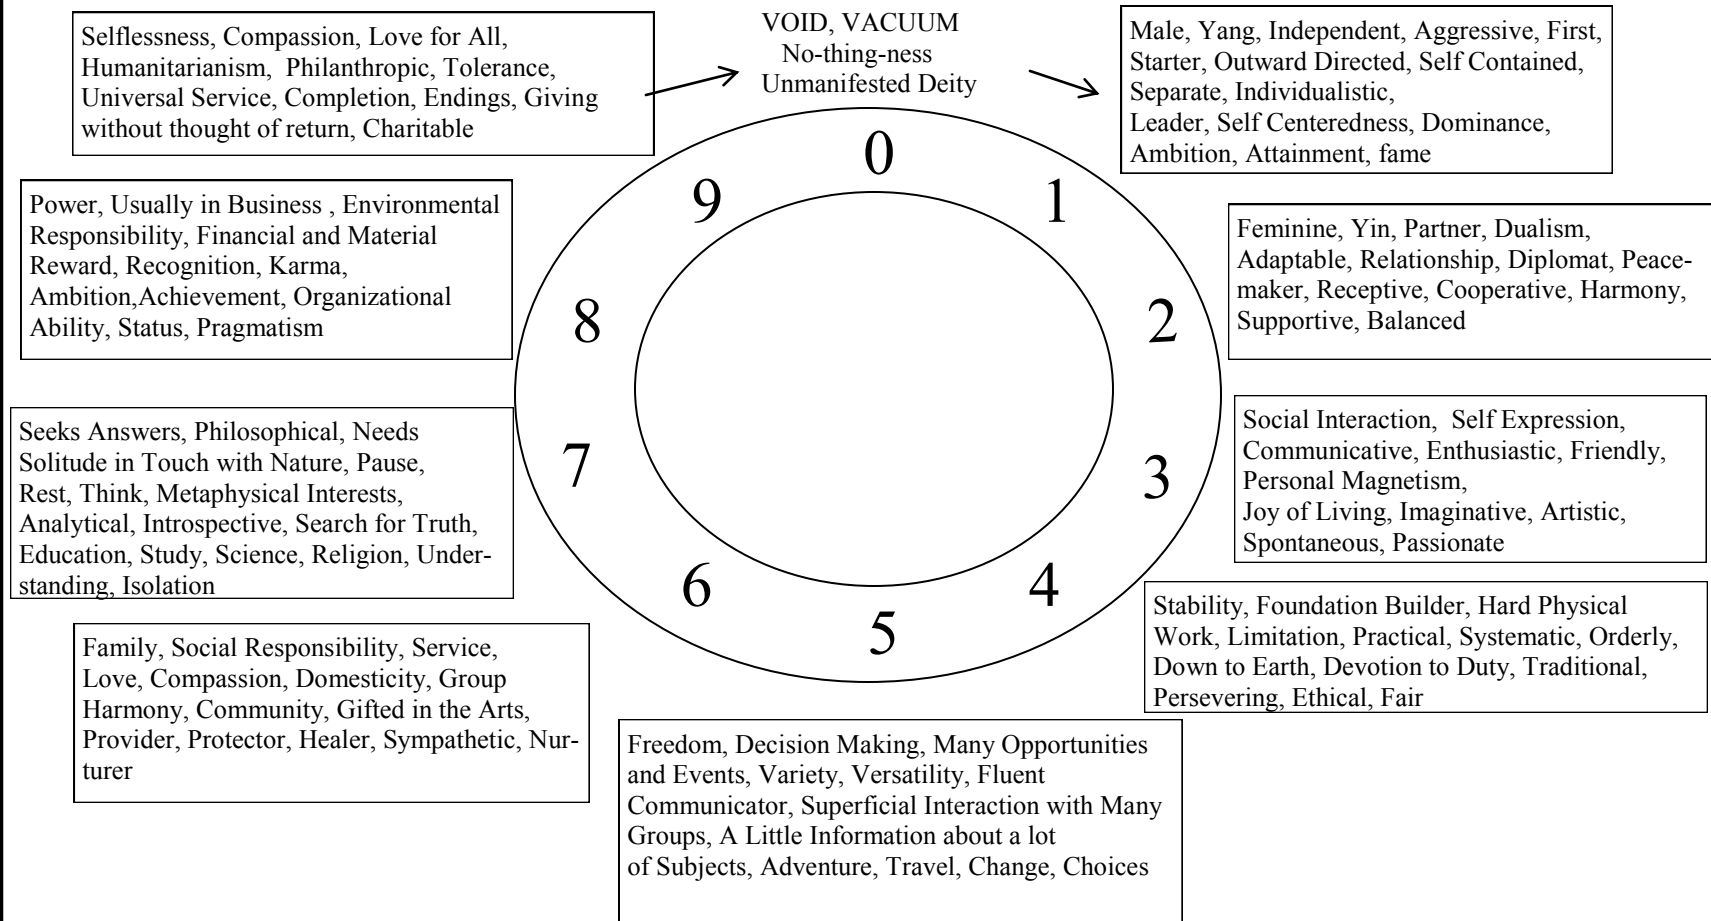 VOID, VACUUM
No-thing-ness
Unmanifested Deity
Male, Yang, Independent, Aggressive, First,
Starter, Outward Directed, Self Contained,
Separate, Individualistic,
Leader, Self Centeredness, Dominance,
Ambition, Attainment, fame
Feminine, Yin, Partner, Dualism,
Adaptable, Relationship, Diplomat, Peace-
maker, Receptive, Cooperative, Harmony,
Supportive, Balanced
Social Interaction,  Self Expression,
Communicative, Enthusiastic, Friendly,
Personal Magnetism,
Joy of Living, Imaginative, Artistic,
Spontaneous, Passionate
Stability, Foundation Builder, Hard Physical
Work, Limitation, Practical, Systematic, Orderly,
Down to Earth, Devotion to Duty, Traditional,
Persevering, Ethical, Fair
Freedom, Decision Making, Many Opportunities
and Events, Variety, Versatility, Fluent
Communicator, Superficial Interaction with Many
Groups, A Little Information about a lot
of Subjects, Adventure, Travel, Change, Choices
Family, Social Responsibility, Service,
Love, Compassion, Domesticity, Group
Harmony, Community, Gifted in the Arts,
Provider, Protector, Healer, Sympathetic, Nur-
turer
Seeks Answers, Philosophical, Needs
Solitude in Touch with Nature, Pause,
Rest, Think, Metaphysical Interests,
Analytical, Introspective, Search for Truth,
Education, Study, Science, Religion, Under-
standing, Isolation
Power, Usually in Business , Environmental
Responsibility, Financial and Material
Reward, Recognition, Karma,
Ambition,Achievement, Organizational
Ability, Status, Pragmatism
Selflessness, Compassion, Love for All,
Humanitarianism,  Philanthropic, Tolerance,
Universal Service, Completion, Endings, Giving
without thought of return, Charitable
0
1
2
3
4
5
6
7
8
9